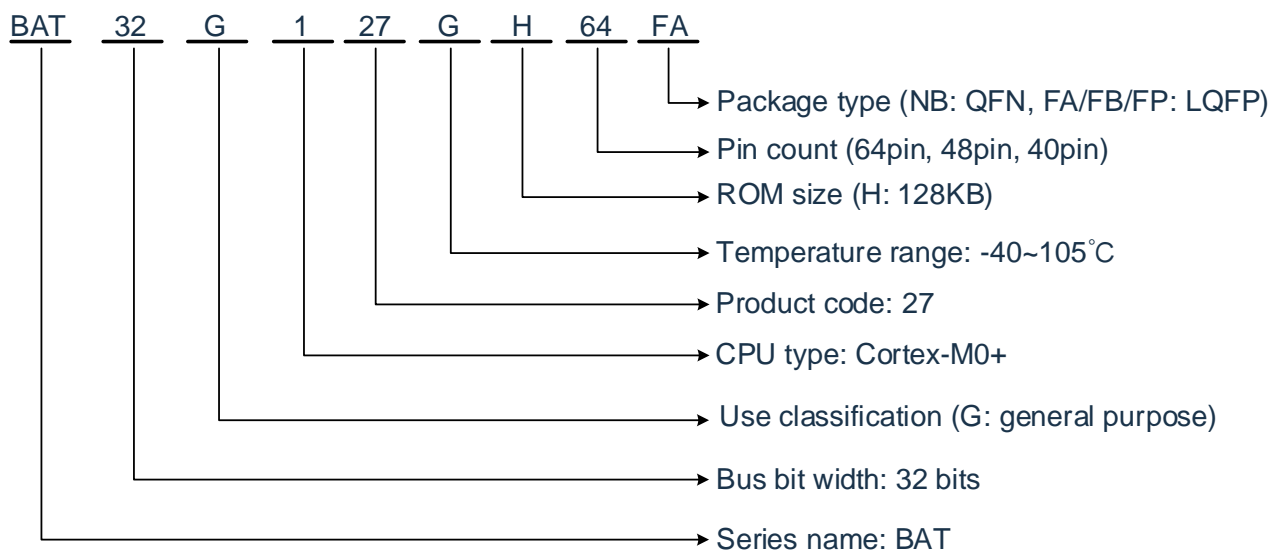 BAT 32 G 1 27 G H 64 FA
Package type (NB: QFN, FA/FB/FP: LQFP)
Pin count (64pin, 48pin, 40pin)
ROM size (H: 128KB)
Temperature range: -40~105°C
Product code: 27
CPU type: Cortex-M0+
Use classification (G: general purpose)
Bus bit width: 32 bits
Series name: BAT